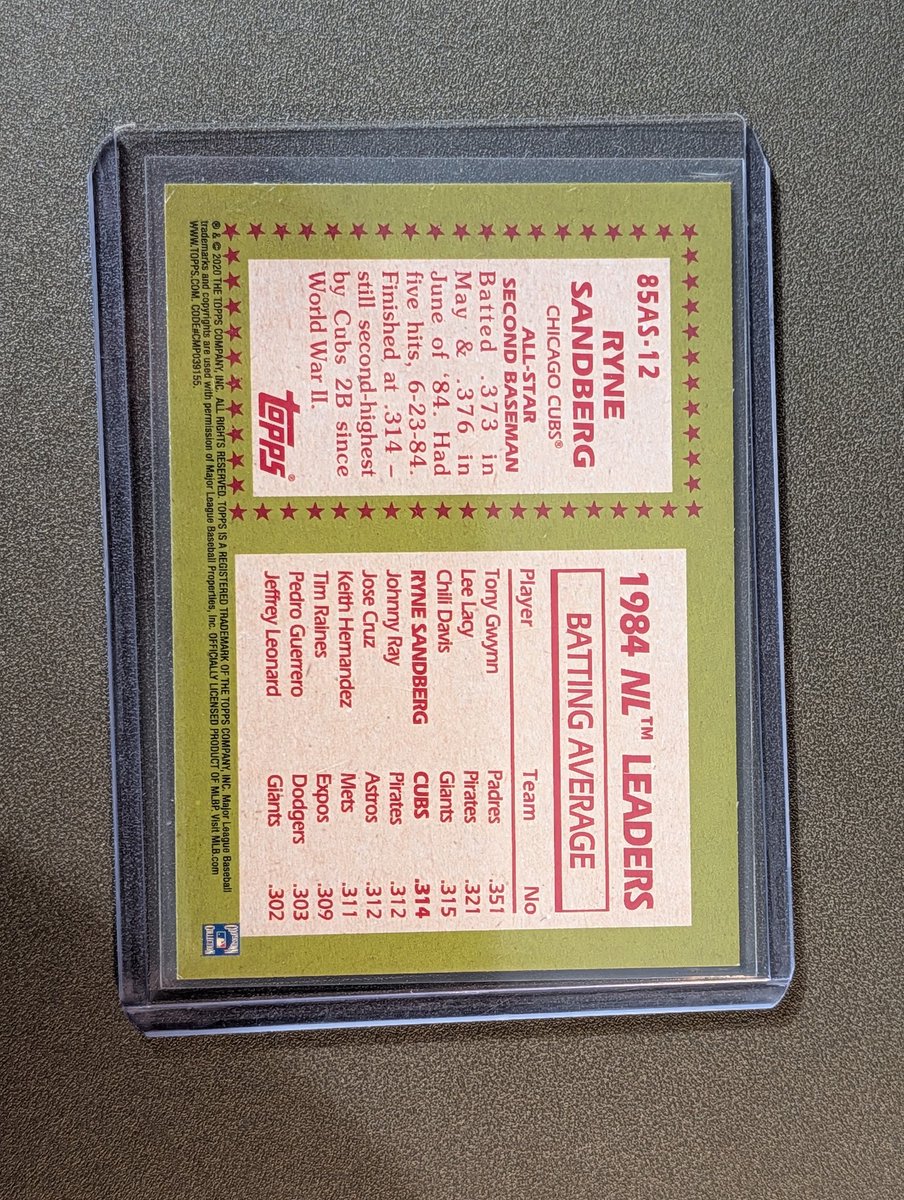 85AS-12
RYNE
SANDBERG
CHICAGO CUBS®
ALL-STAR
SECOND BASEMAN
Batted .373 in
May & .376 in
June of '84. Had
five hits, 6-23-84.
Finished at .314 –
still second-highest
by Cubs 2B since
World War II.
topps®
1984 NL™ LEADERS
BATTING AVERAGE
Player Team No
Tony Gwynn Padres .351
Lee Lacy Pirates .321
Chili Davis Giants .315
RYNE SANDBERG CUBS .314
Johnny Ray Pirates .312
Jose Cruz Astros .312
Keith Hernandez Mets .311
Tim Raines Expos .309
Pedro Guerrero Dodgers .303
Jeffrey Leonard Giants .302
® & © 2020 THE TOPPS COMPANY, INC. ALL RIGHTS RESERVED. TOPPS IS A REGISTERED TRADEMARK OF THE TOPPS COMPANY, INC. Major League Baseball
trademarks and copyrights are used with permission of Major League Baseball Properties, Inc. OFFICIALLY LICENSED PRODUCT OF MLBP. Visit MLB.com
WWW.TOPPS.COM. CODE#CMP039155.